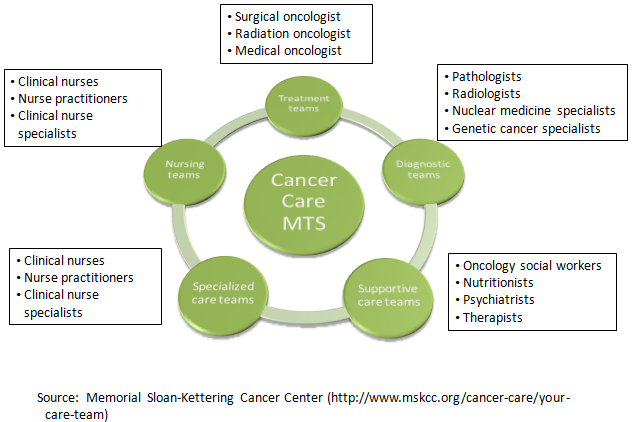 • Surgical oncologist
• Radiation oncologist
• Medical oncologist
• Clinical nurses
• Nurse practitioners
• Clinical nurse
specialists
• Pathologists
• Radiologists
• Nuclear medicine specialists
• Genetic cancer specialists
Treatment
teams
Nursing
teams
Diagnostic
teams
Cancer
Care
MTS
• Clinical nurses
• Nurse practitioners
• Clinical nurse
specialists
Specialized
care teams
Supportive
care teams
• Oncology social workers
• Nutritionists
• Psychiatrists
• Therapists
Source: Memorial Sloan-Kettering Cancer Center (http://www.mskcc.org/cancer-care/your-
care-team)